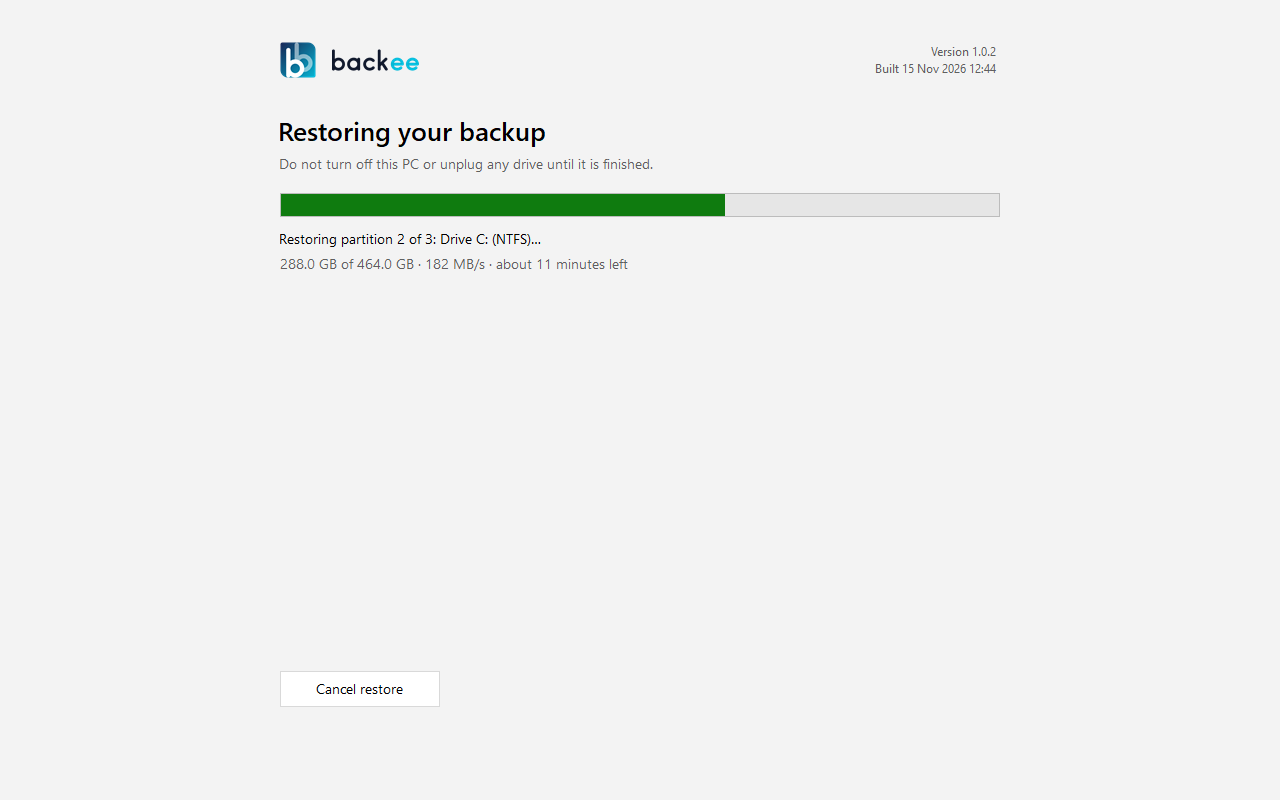 backee
Version 1.0.2
Built 15 Nov 2026 12:44
Restoring your backup
Do not turn off this PC or unplug any drive until it is finished.
Restoring partition 2 of 3: Drive C: (NTFS)...
288.0 GB of 464.0 GB · 182 MB/s · about 11 minutes left
Cancel restore